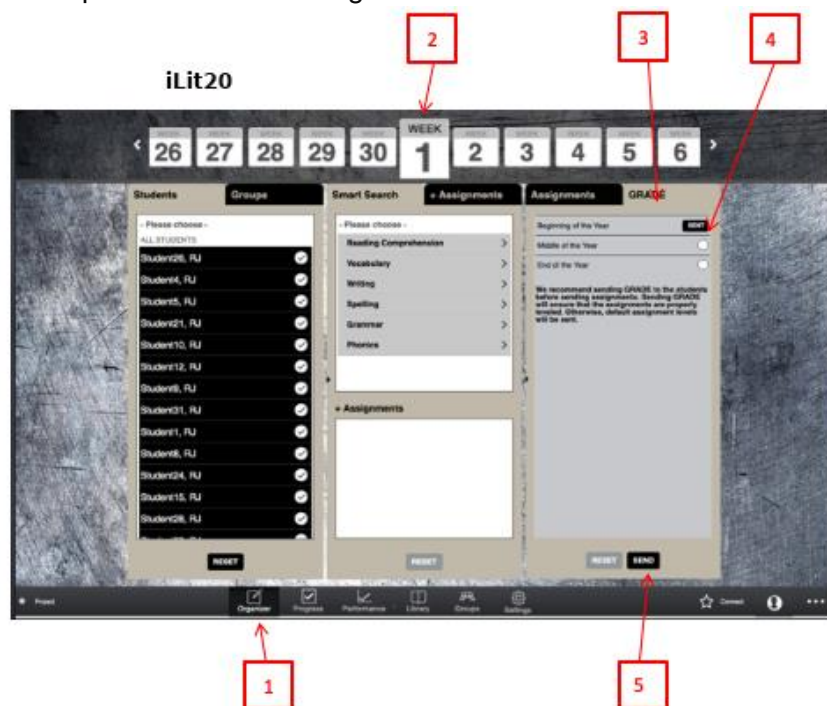 2
3
4
iLit20
WEEK WEEK WEEK WEEK WEEK WEEK WEEK WEEK WEEK WEEK WEEK
‹ 26 27 28 29 30 1 2 3 4 5 6 ›
Students Groups Smart Search + Assignments Assignments GRADE
- Please choose -
ALL STUDENTS
Student26, RJ
Student4, RJ
Student5, RJ
Student21, RJ
Student10, RJ
Student12, RJ
Student9, RJ
Student31, RJ
Student1, RJ
Student8, RJ
Student24, RJ
Student15, RJ
Student28, RJ
RESET
- Please choose -
Reading Comprehension >
Vocabulary >
Writing >
Spelling >
Grammar >
Phonics >
+ Assignments
RESET
Beginning of the Year SENT
Middle of the Year
End of the Year
We recommend sending GRADE to the students
before sending assignments. Sending GRADE
will ensure that the assignments are properly
leveled. Otherwise, default assignment levels
will be sent.
RESET SEND
Project Organizer Progress Performance Library Groups Settings Connect
1
5